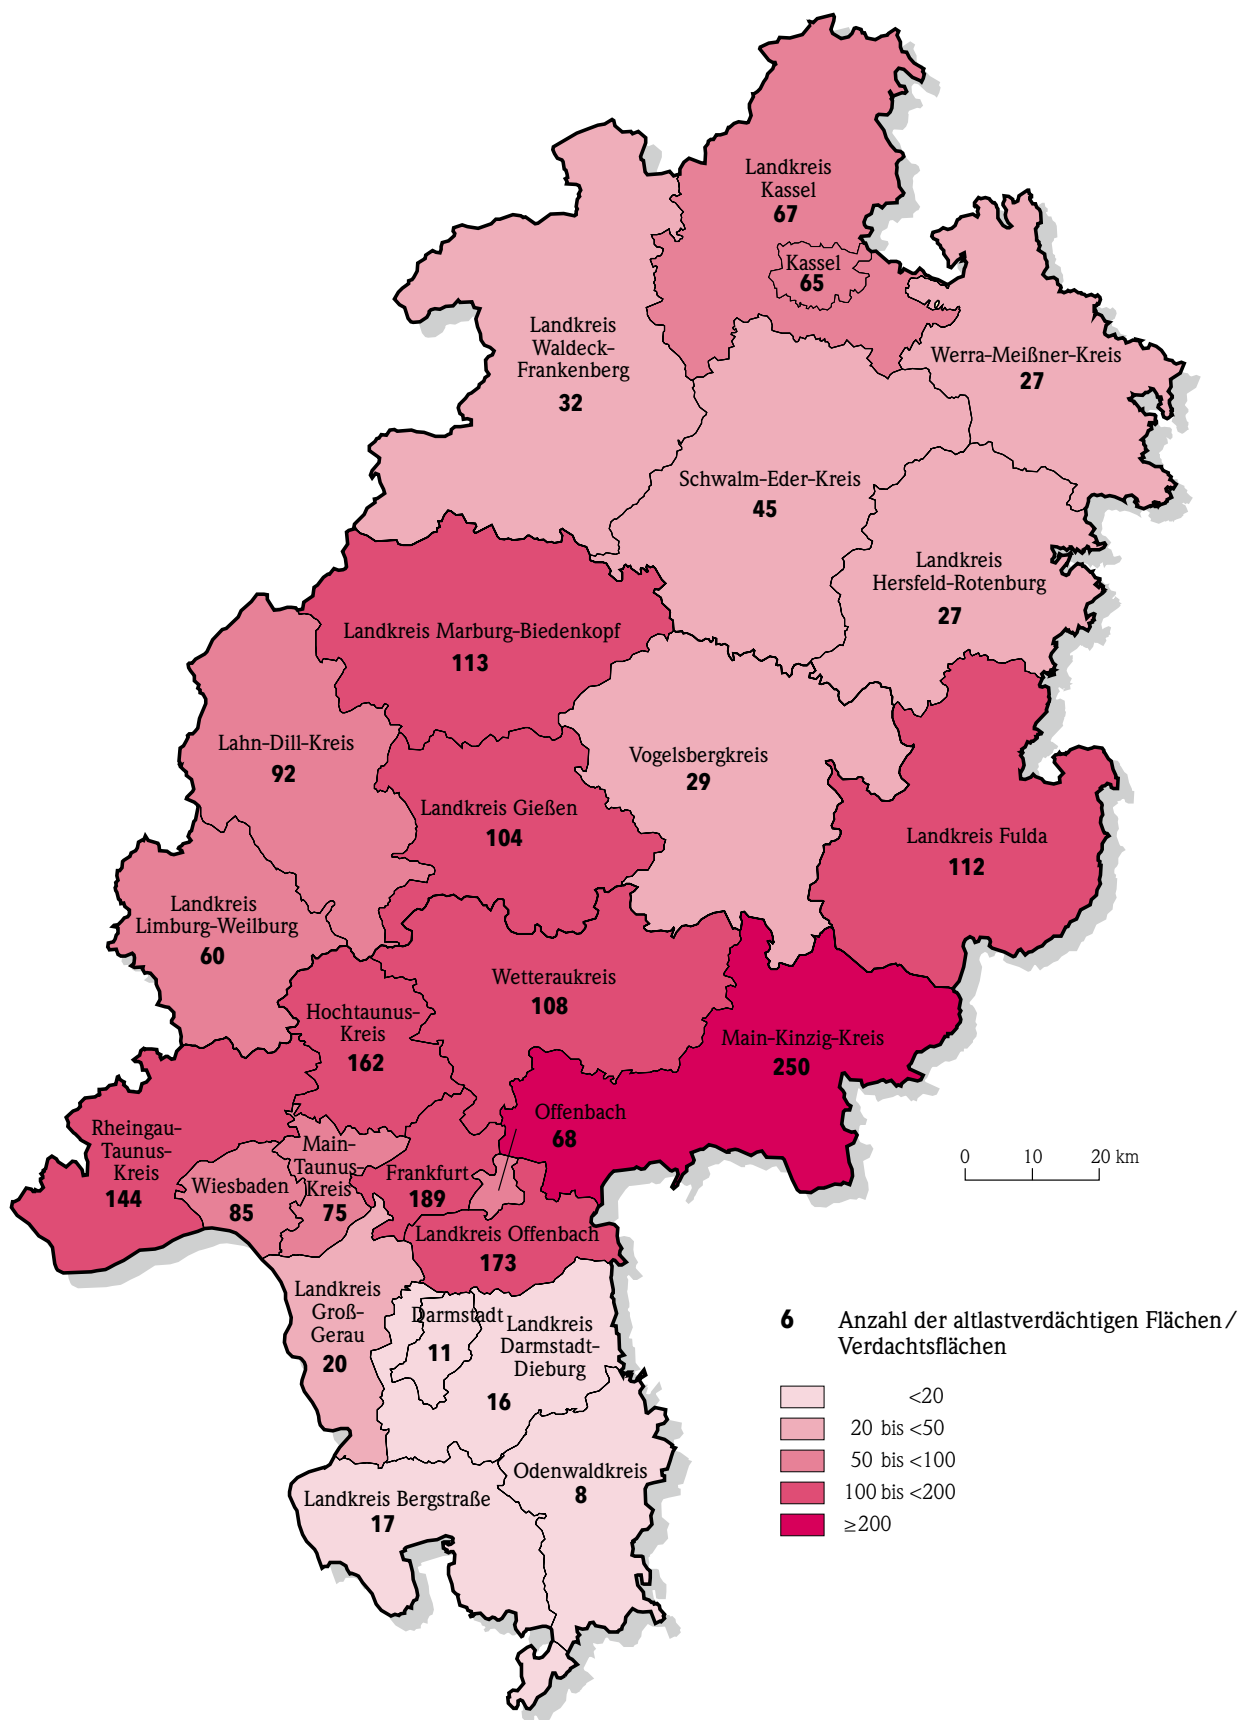 Landkreis
Kassel
67
Kassel
65
Landkreis
Waldeck-
Frankenberg
32
Werra-Meißner-Kreis
27
Schwalm-Eder-Kreis
45
Landkreis
Hersfeld-Rotenburg
27
Landkreis Marburg-Biedenkopf
113
Lahn-Dill-Kreis
92
Vogelsbergkreis
29
Landkreis Gießen
104
Landkreis Fulda
112
Landkreis
Limburg-Weilburg
60
Wetteraukreis
108
Hochtaunus-
Kreis
162
Main-Kinzig-Kreis
250
Offenbach
68
Rheingau-
Taunus-
Kreis
144
Wiesbaden
85
Main-
Taunus-
Kreis
75
Frankfurt
189
Landkreis Offenbach
173
0 10 20 km
Landkreis
Groß-
Gerau
20
Darmstadt
11
Landkreis
Darmstadt-
Dieburg
16
Odenwaldkreis
8
Landkreis Bergstraße
17
6 Anzahl der altlastverdächtigen Flächen/
Verdachtsflächen
<20
20 bis <50
50 bis <100
100 bis <200
≥200